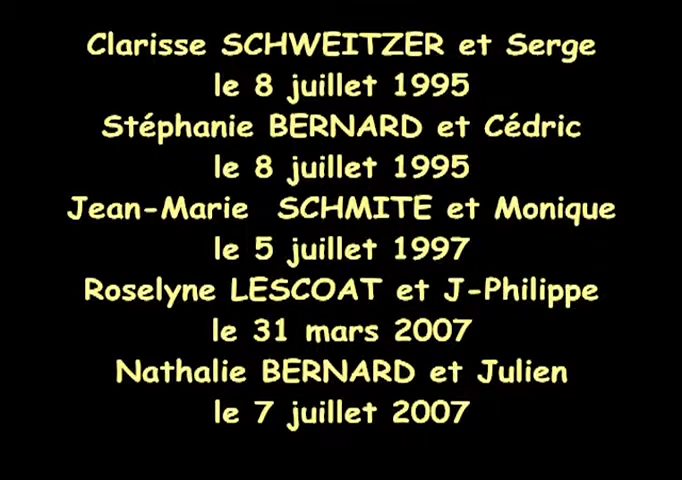 Clarisse SCHWEITZER et Serge
le 8 juillet 1995
Stéphanie BERNARD et Cédric
le 8 juillet 1995
Jean-Marie  SCHMITE et Monique
le 5 juillet 1997
Roselyne LESCOAT et J-Philippe
le 31 mars 2007
Nathalie BERNARD et Julien
le 7 juillet 2007